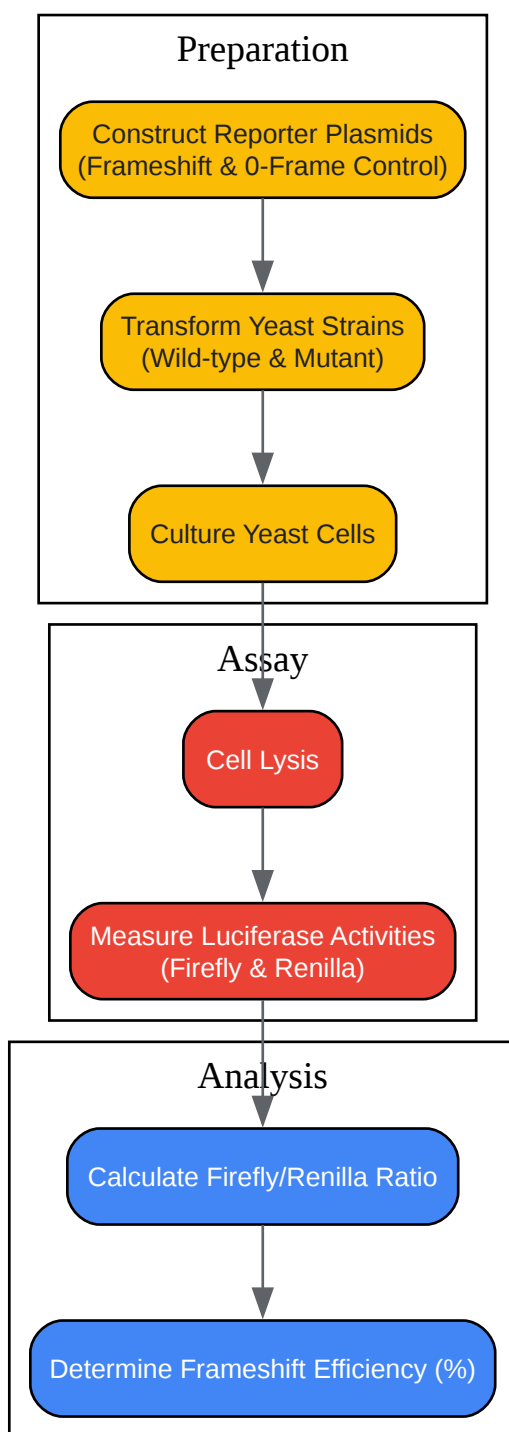 Preparation
Construct Reporter Plasmids
(Frameshift & 0-Frame Control)
Transform Yeast Strains
(Wild-type & Mutant)
Culture Yeast Cells
Assay
Cell Lysis
Measure Luciferase Activities
(Firefly & Renilla)
Analysis
Calculate Firefly/Renilla Ratio
Determine Frameshift Efficiency (%)